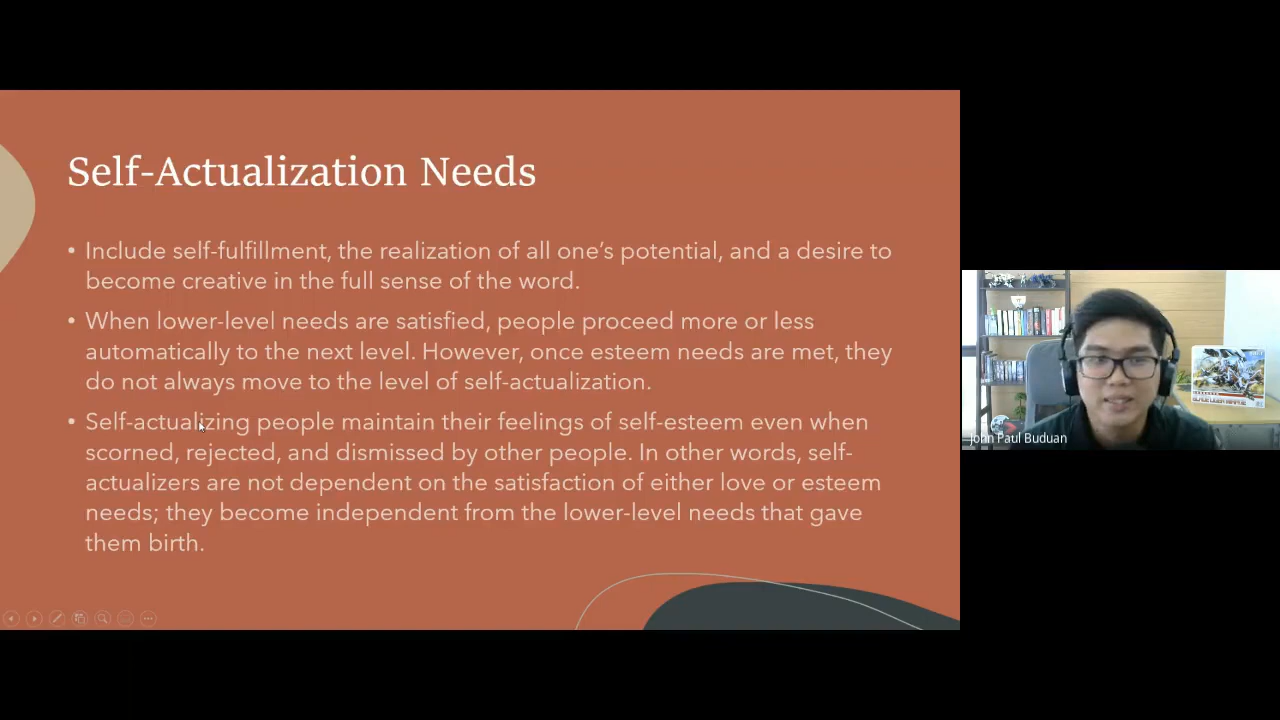 Self-Actualization Needs
• Include self-fulfillment, the realization of all one's potential, and a desire to
become creative in the full sense of the word.
• When lower-level needs are satisfied, people proceed more or less
automatically to the next level. However, once esteem needs are met, they
do not always move to the level of self-actualization.
• Self-actualizing people maintain their feelings of self-esteem even when
scorned, rejected, and dismissed by other people. In other words, self-
actualizers are not dependent on the satisfaction of either love or esteem
needs; they become independent from the lower-level needs that gave
them birth.
John Paul Buduan